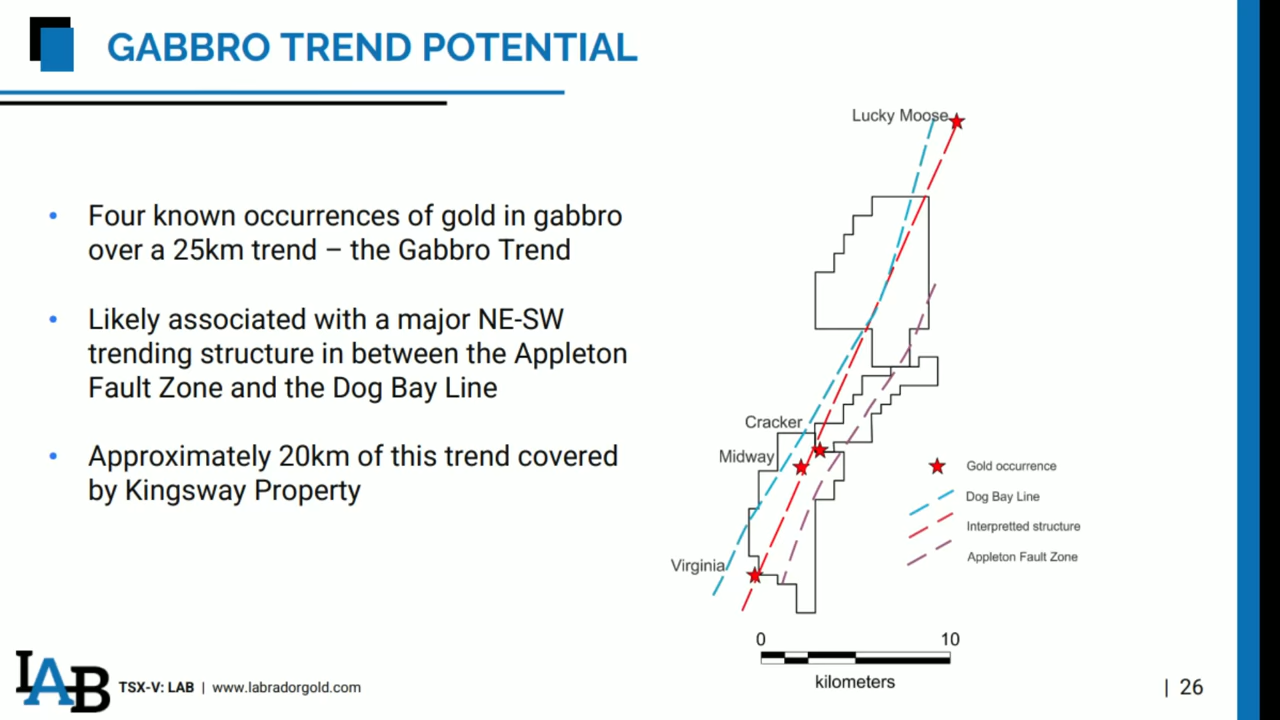 GABBRO TREND POTENTIAL
• Four known occurrences of gold in gabbro
over a 25km trend – the Gabbro Trend
• Likely associated with a major NE-SW
trending structure in between the Appleton
Fault Zone and the Dog Bay Line
• Approximately 20km of this trend covered
by Kingsway Property
Lucky Moose
Cracker
Midway
Virginia
Gold occurrence
Dog Bay Line
Interpretted structure
Appleton Fault Zone
0 10
kilometers
LAB TSX-V: LAB | www.labradorgold.com
| 26